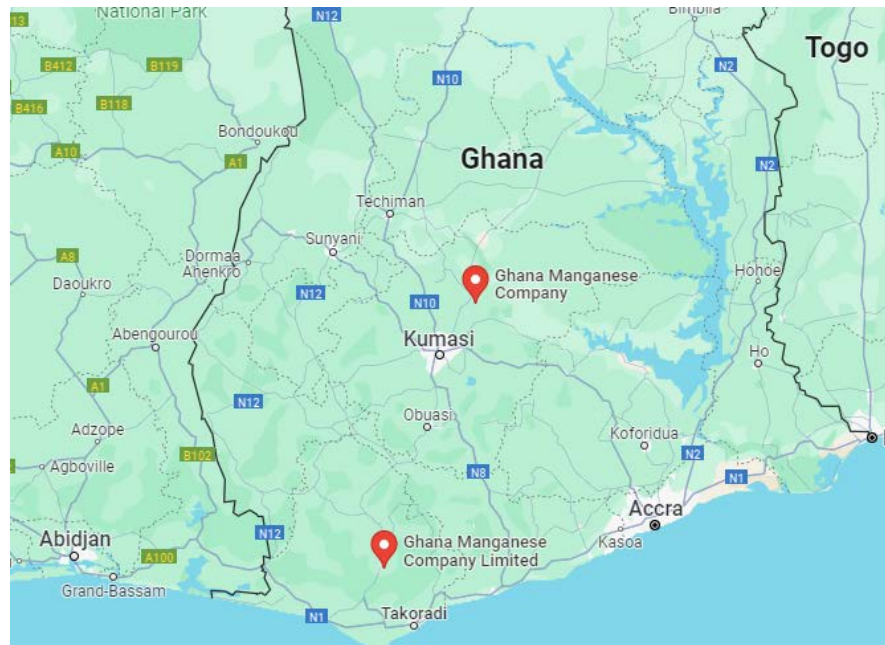 National Park
N12
Bimbila
Togo
13
B412
B119
N10
N2
B416
B118
Bondoukou
A10
A1
Ghana
N2
Techiman
Sunyani
A8
Dormaa
Ahenkro
Daoukro
N12
Ghana Manganese
Company
Hohoe
N10
N2
Abengourou
Kumasi
Ho
A1
N12
Obuasi
Adzope
Koforidua
B102
N2
Agboville
N8
N1
Accra
N12
Ghana Manganese
Company Limited
Kasoa
Abidjan
A100
Grand-Bassam
N1
Takoradi